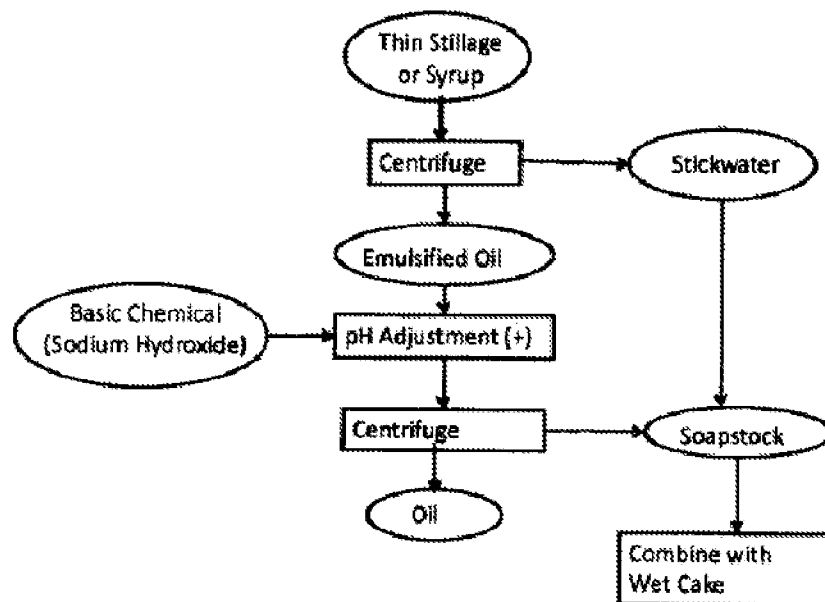 Thin Stillage
or Syrup
Centrifuge
Stickwater
Emulsified Oil
Basic Chemical
(Sodium Hydroxide)
pH Adjustment (+)
Centrifuge
Soapstock
Oil
Combine with
Wet Cake